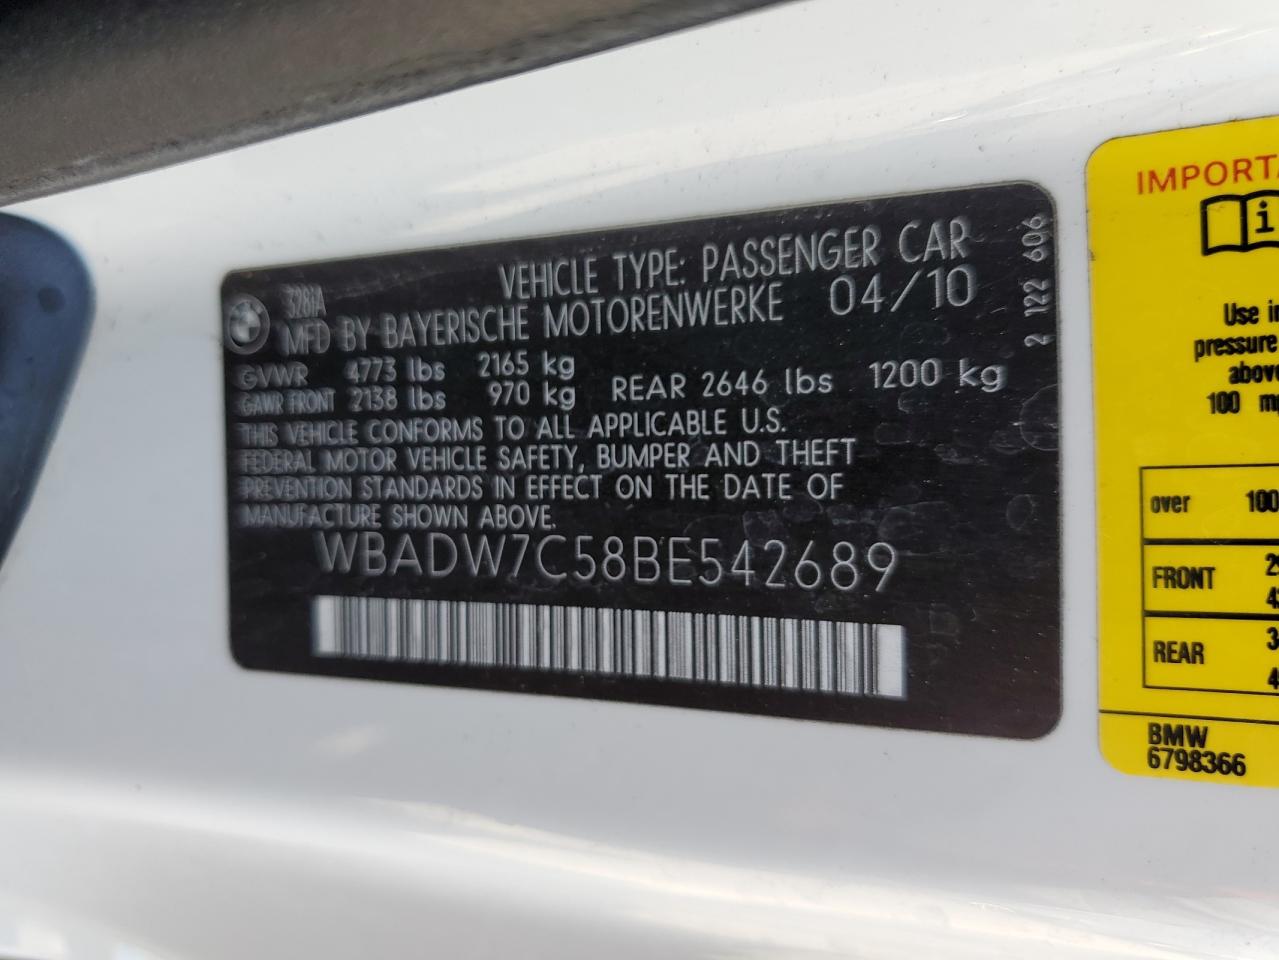 VEHICLE TYPE: PASSENGER CAR
328IA
MFD BY BAYERISCHE MOTORENWERKE 04/10
GVWR 4773 lbs 2165 kg
GAWR FRONT 2138 lbs 970 kg REAR 2646 lbs 1200 kg
THIS VEHICLE CONFORMS TO ALL APPLICABLE U.S.
FEDERAL MOTOR VEHICLE SAFETY, BUMPER AND THEFT
PREVENTION STANDARDS IN EFFECT ON THE DATE OF
MANUFACTURE SHOWN ABOVE.
WBADW7C58BE542689
2 122 606
IMPORTA
i
Use in
pressure
above
100 mp
over 100
FRONT
REAR
BMW
6798366